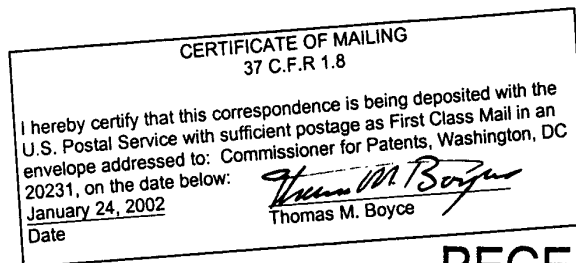 CERTIFICATE OF MAILING
37 C.F.R 1.8
I hereby certify that this correspondence is being deposited with the
U.S. Postal Service with sufficient postage as First Class Mail in an
envelope addressed to: Commissioner for Patents, Washington, DC
20231, on the date below:
January 24, 2002
Date
Thomas M. Boyce
Thomas M. Boyce